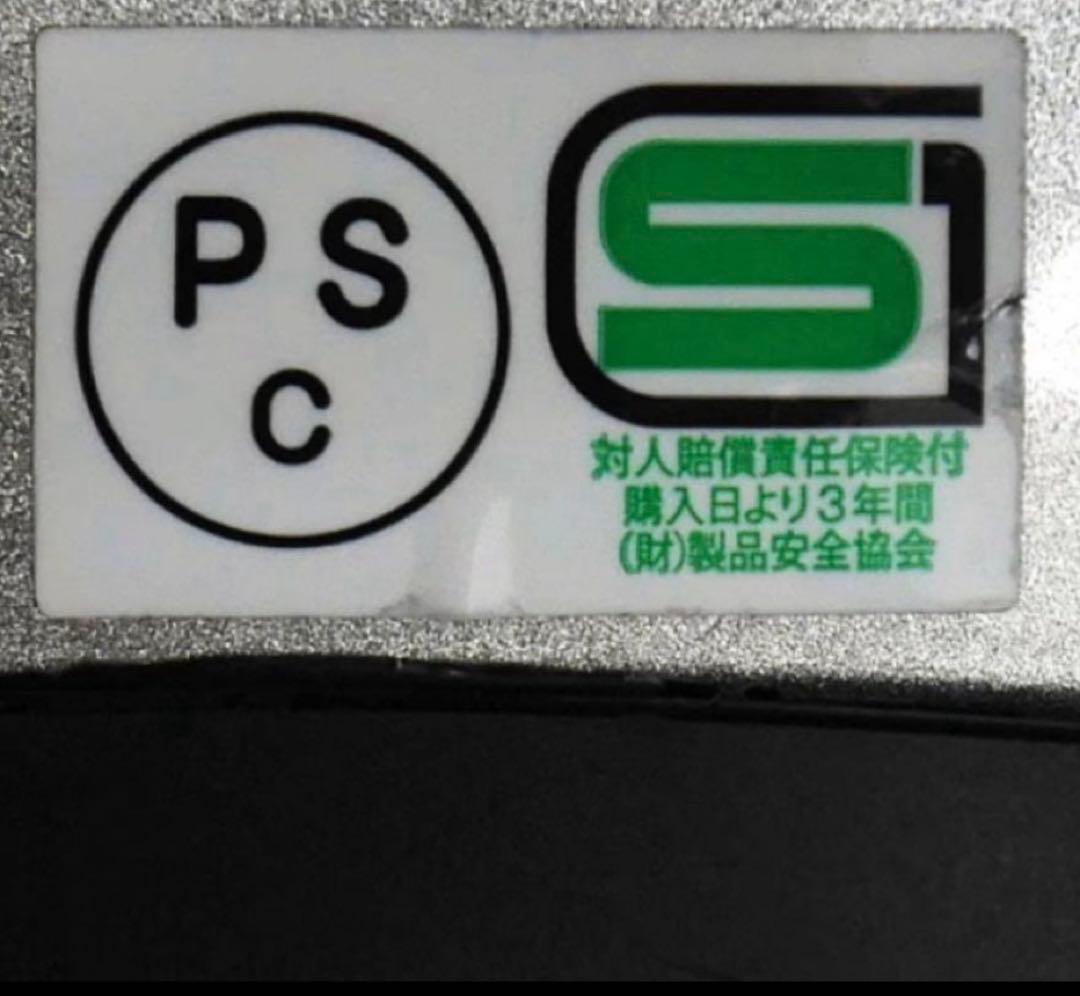 PS
C
SG
対人賠償責任保険付
購入日より3年間
(財)製品安全協会